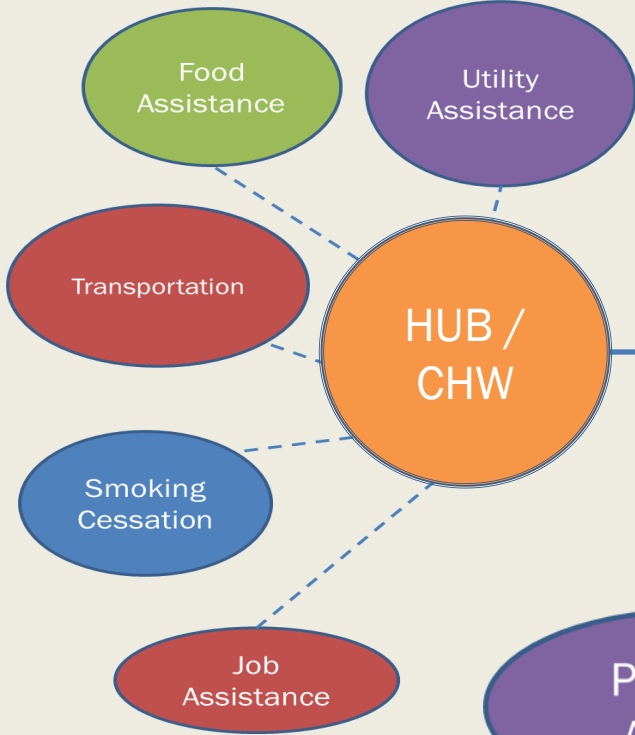 Food
Assistance
Utility
Assistance
Transportation
HUB /
CHW
Smoking
Cessation
Job
Assistance